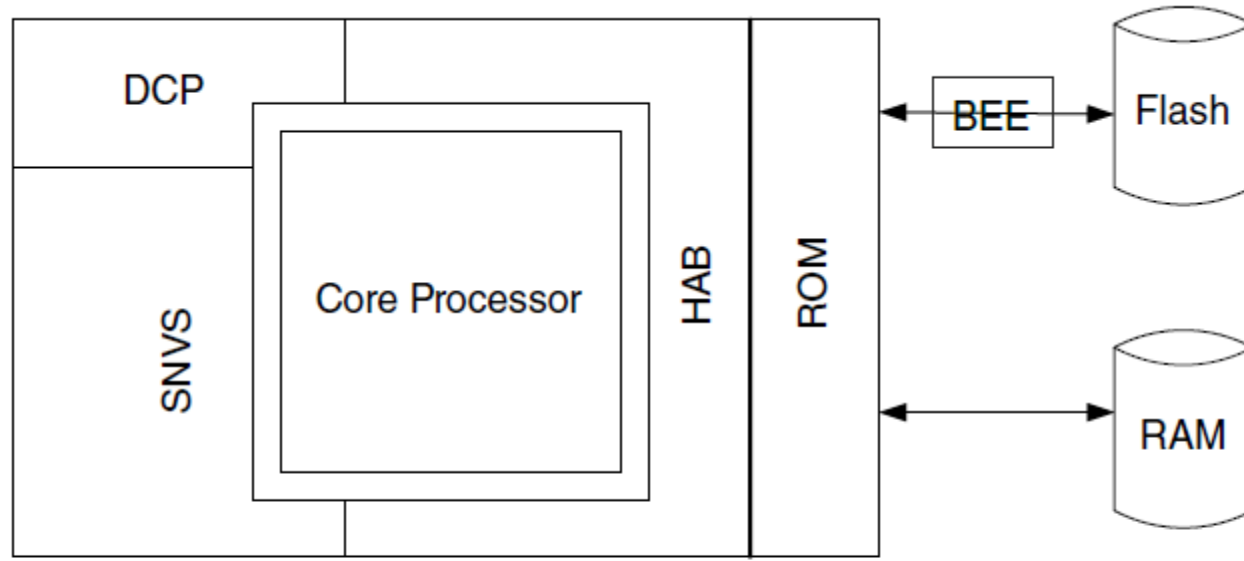 DCP
BEE
Flash
Core Processor
HAB
ROM
SNVS
RAM